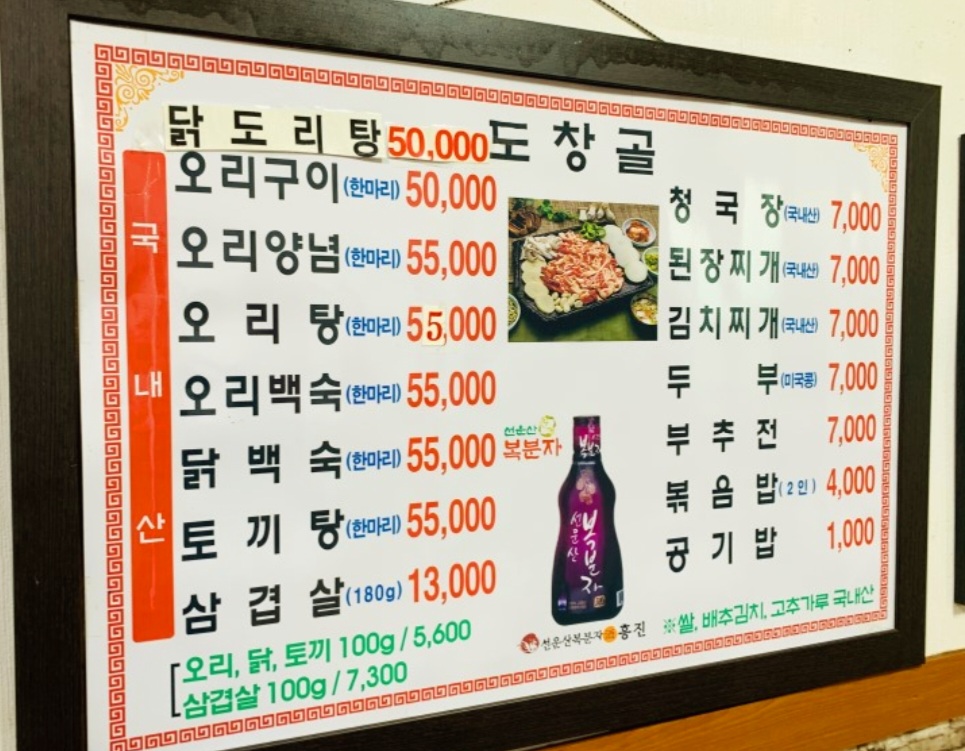 닭도리탕 50,000 도창골
국내산
오리구이(한마리) 50,000
오리양념(한마리) 55,000
오리탕(한마리) 55,000
오리백숙(한마리) 55,000
닭백숙(한마리) 55,000
토끼탕(한마리) 55,000
삼겹살(180g) 13,000
[오리, 닭, 토끼 100g / 5,600
삼겹살 100g / 7,300
선운산
복분자
복분자
선운산
복분자
선운산복분자 흥진
청국장(국내산) 7,000
된장찌개(국내산) 7,000
김치찌개(국내산) 7,000
두부(미국콩) 7,000
부추전 7,000
볶음밥(2인) 4,000
공기밥 1,000
※쌀, 배추김치, 고추가루 국내산